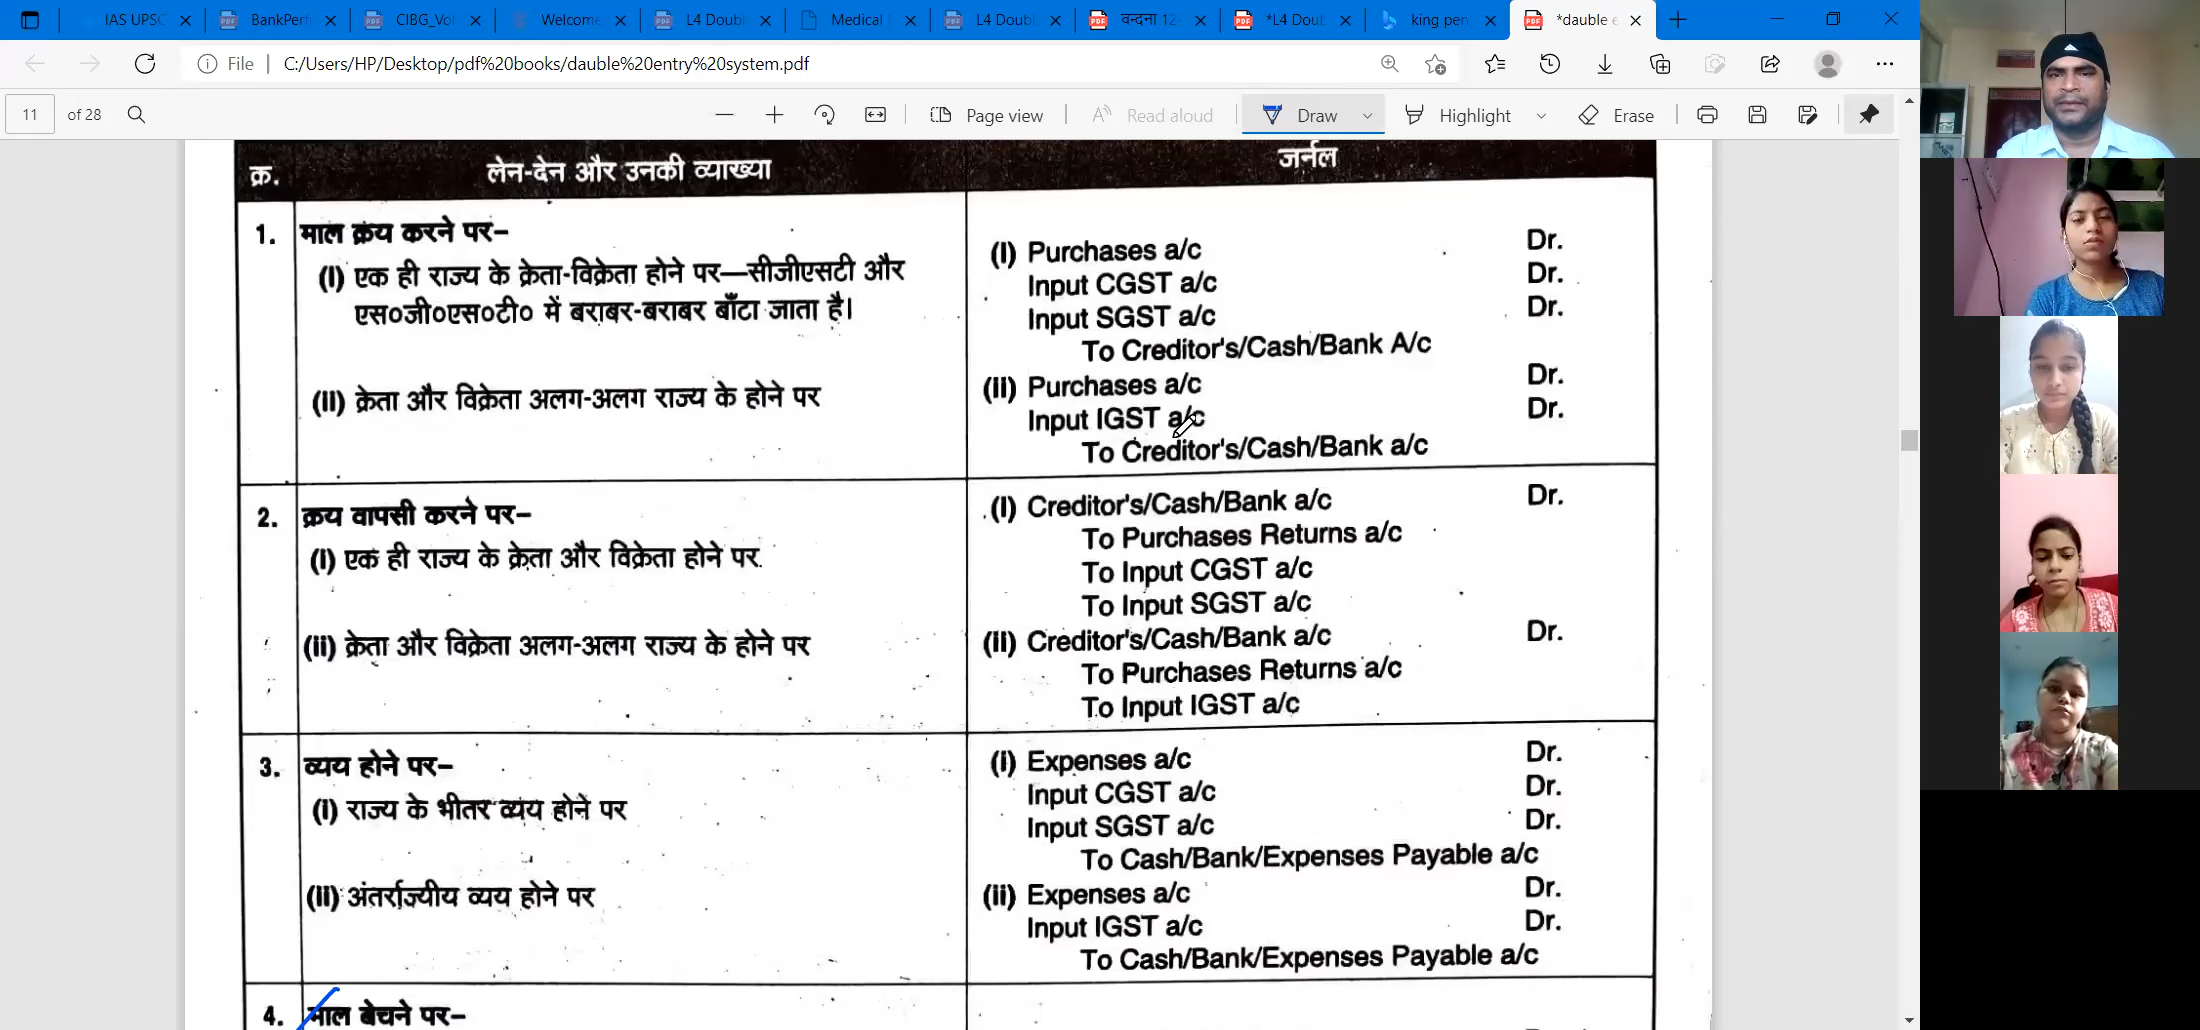 IAS UPSC
BankPerf
CIBG_Vol
Welcome
L4 Doubl
Medical
L4 Doubl
वन्दना 12-
*L4 Doub
king pen
*dauble e
File
C:/Users/HP/Desktop/pdf%20books/dauble%20entry%20system.pdf
11 of 28
Page view
Read aloud
Draw
Highlight
Erase
क्र. लेन-देन और उनकी व्याख्या जर्नल
1. माल क्रय करने पर–
(i) एक ही राज्य के क्रेता-विक्रेता होने पर—सीजीएसटी और
एस०जी०एस०टी० में बराबर-बराबर बाँटा जाता है।
(ii) क्रेता और विक्रेता अलग-अलग राज्य के होने पर
(i) Purchases a/c Dr.
Input CGST a/c Dr.
Input SGST a/c Dr.
To Creditor's/Cash/Bank A/c
(ii) Purchases a/c Dr.
Input IGST a/c Dr.
To Creditor's/Cash/Bank a/c
2. क्रय वापसी करने पर–
(i) एक ही राज्य के क्रेता और विक्रेता होने पर
(ii) क्रेता और विक्रेता अलग-अलग राज्य के होने पर
(i) Creditor's/Cash/Bank a/c Dr.
To Purchases Returns a/c
To Input CGST a/c
To Input SGST a/c
(ii) Creditor's/Cash/Bank a/c Dr.
To Purchases Returns a/c
To Input IGST a/c
3. व्यय होने पर–
(i) राज्य के भीतर व्यय होने पर
(ii) अंतर्राज्यीय व्यय होने पर
(i) Expenses a/c Dr.
Input CGST a/c Dr.
Input SGST a/c Dr.
To Cash/Bank/Expenses Payable a/c
(ii) Expenses a/c Dr.
Input IGST a/c Dr.
To Cash/Bank/Expenses Payable a/c
4. माल बेचने पर–